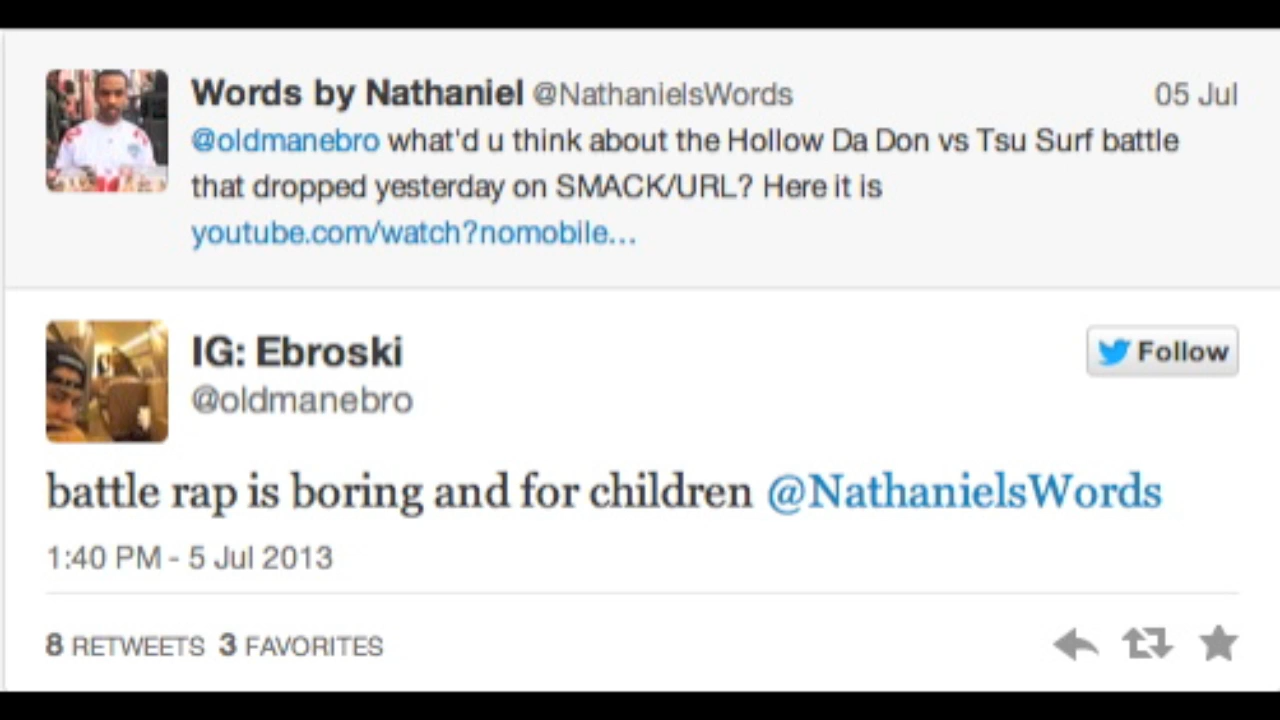 Words by Nathaniel @NathanielsWords 05 Jul
@oldmanebro what'd u think about the Hollow Da Don vs Tsu Surf battle
that dropped yesterday on SMACK/URL? Here it is
youtube.com/watch?nomobile...
IG: Ebroski
Follow
@oldmanebro
battle rap is boring and for children @NathanielsWords
1:40 PM - 5 Jul 2013
8 RETWEETS 3 FAVORITES